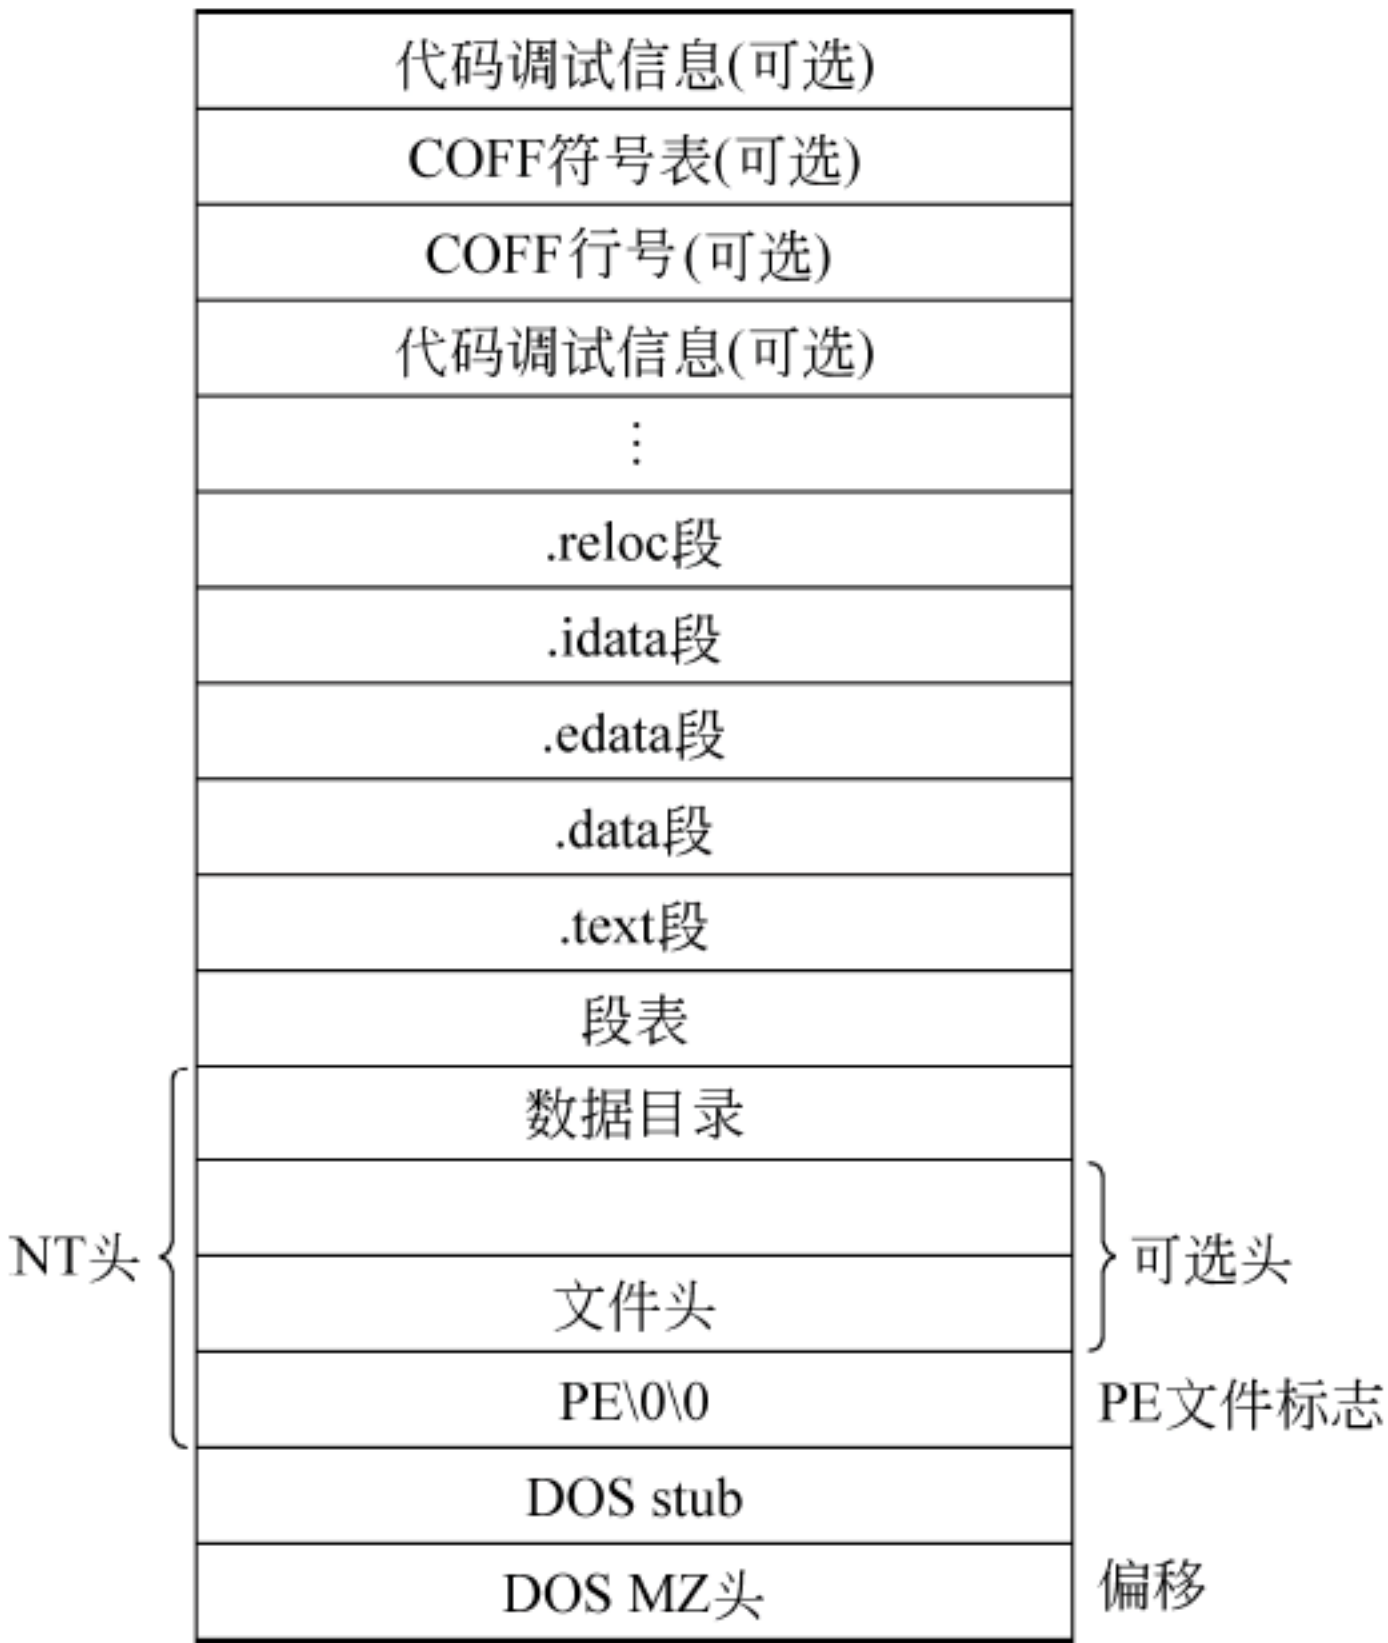 代码调试信息(可选)
COFF符号表(可选)
COFF行号(可选)
代码调试信息(可选)
⋮
.reloc段
.idata段
.edata段
.data段
.text段
段表
数据目录
NT头
可选头
文件头
PE\0\0
PE文件标志
DOS stub
DOS MZ头
偏移